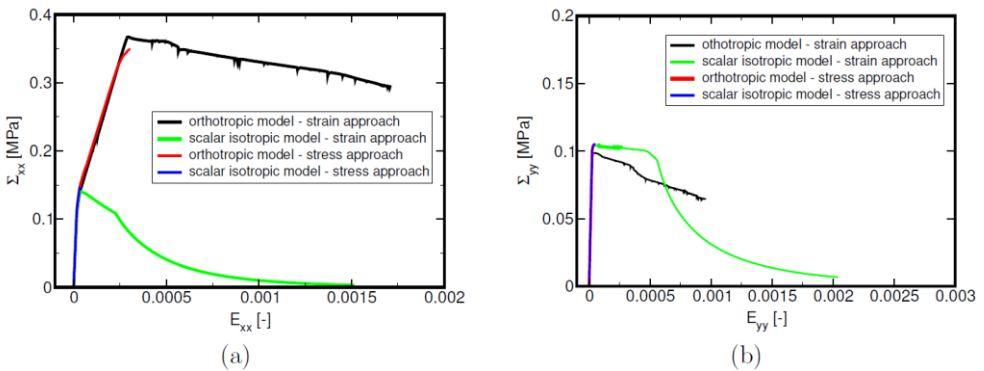 0.4
0.3
0.2
0.1
0
Σxx [MPa]
orthotropic model - strain approach
scalar isotropic model - strain approach
orthotropic model - stress approach
scalar isotropic model - stress approach
0 0.0005 0.001 0.0015 0.002
Exx [-]
(a)
0.2
0.15
0.1
0.05
0
Σyy [MPa]
othotropic model - strain approach
scalar isotropic model - strain approach
orthotropic model - stress approach
scalar isotropic model - stress approach
0 0.0005 0.001 0.0015 0.002 0.0025 0.003
Eyy [-]
(b)